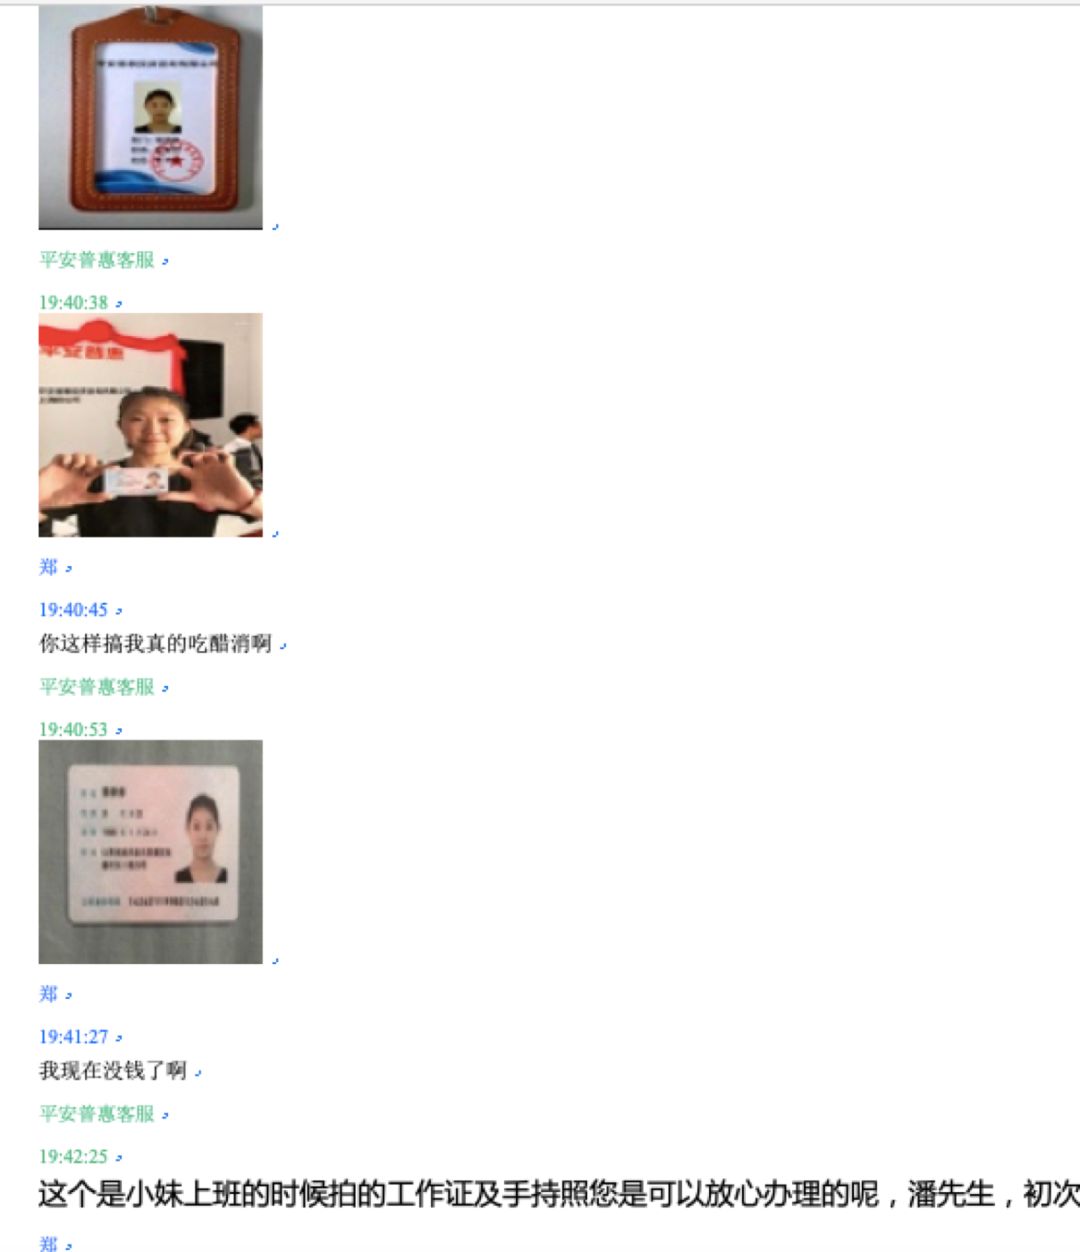 平安普惠客服
19:40:38
平安普惠
郑
19:40:45
你这样搞我真的吃醋消啊
平安普惠客服
19:40:53
郑
19:41:27
我现在没钱了啊
平安普惠客服
19:42:25
这个是小妹上班的时候拍的工作证及手持照您是可以放心办理的呢，潘先生，初次
郑